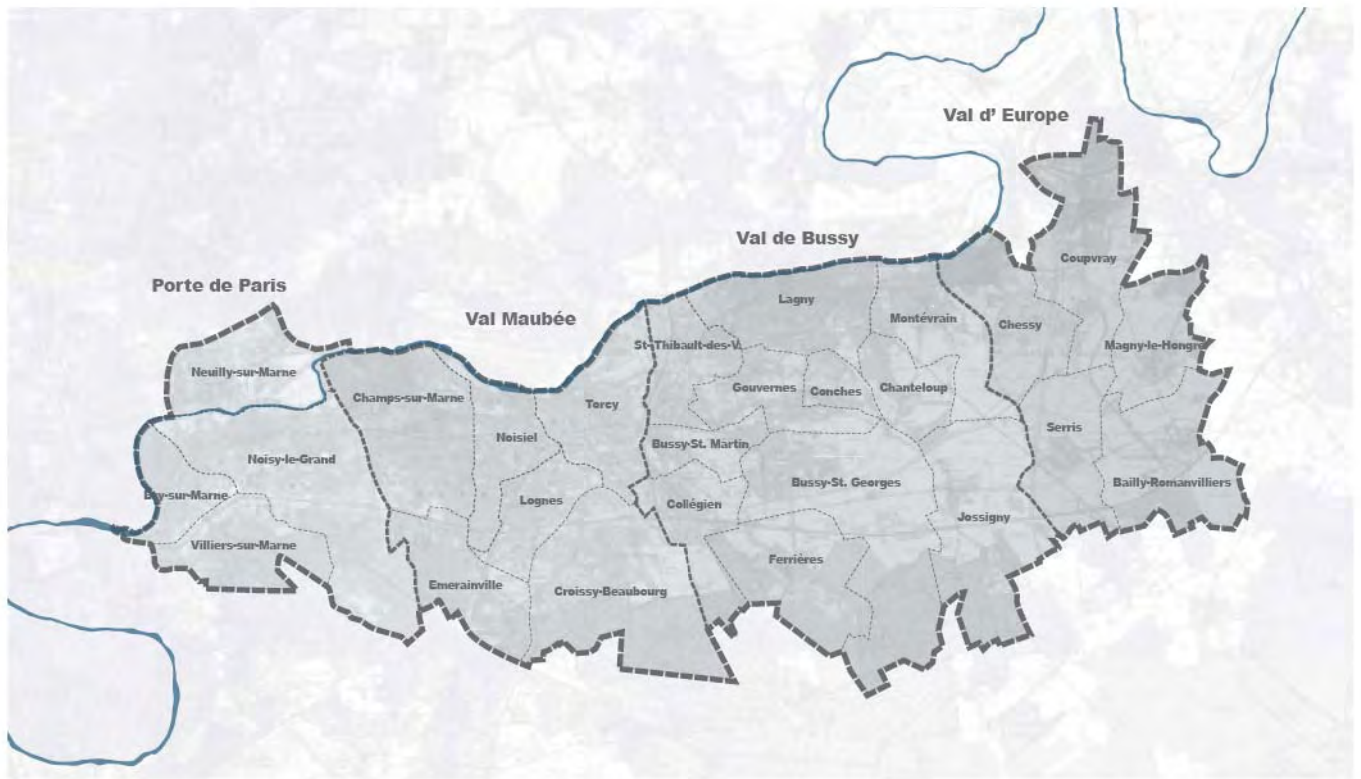 Val d' Europe
Val de Bussy
Coupvray
Porte de Paris
Lagny
Val Maubée
Montévrain
Chessy
St-Thibault-des-V.
Magny-le-Hongre
Neuilly-sur-Marne
Gouvernes
Conches
Chanteloup
Champs-sur-Marne
Torcy
Serris
Noisiel
Bussy-St. Martin
Noisy-le-Grand
Bussy-St. Georges
Bailly-Romanvilliers
Bry-sur-Marne
Lognes
Collégien
Jossigny
Villiers-sur-Marne
Ferrières
Emerainville
Croissy-Beaubourg